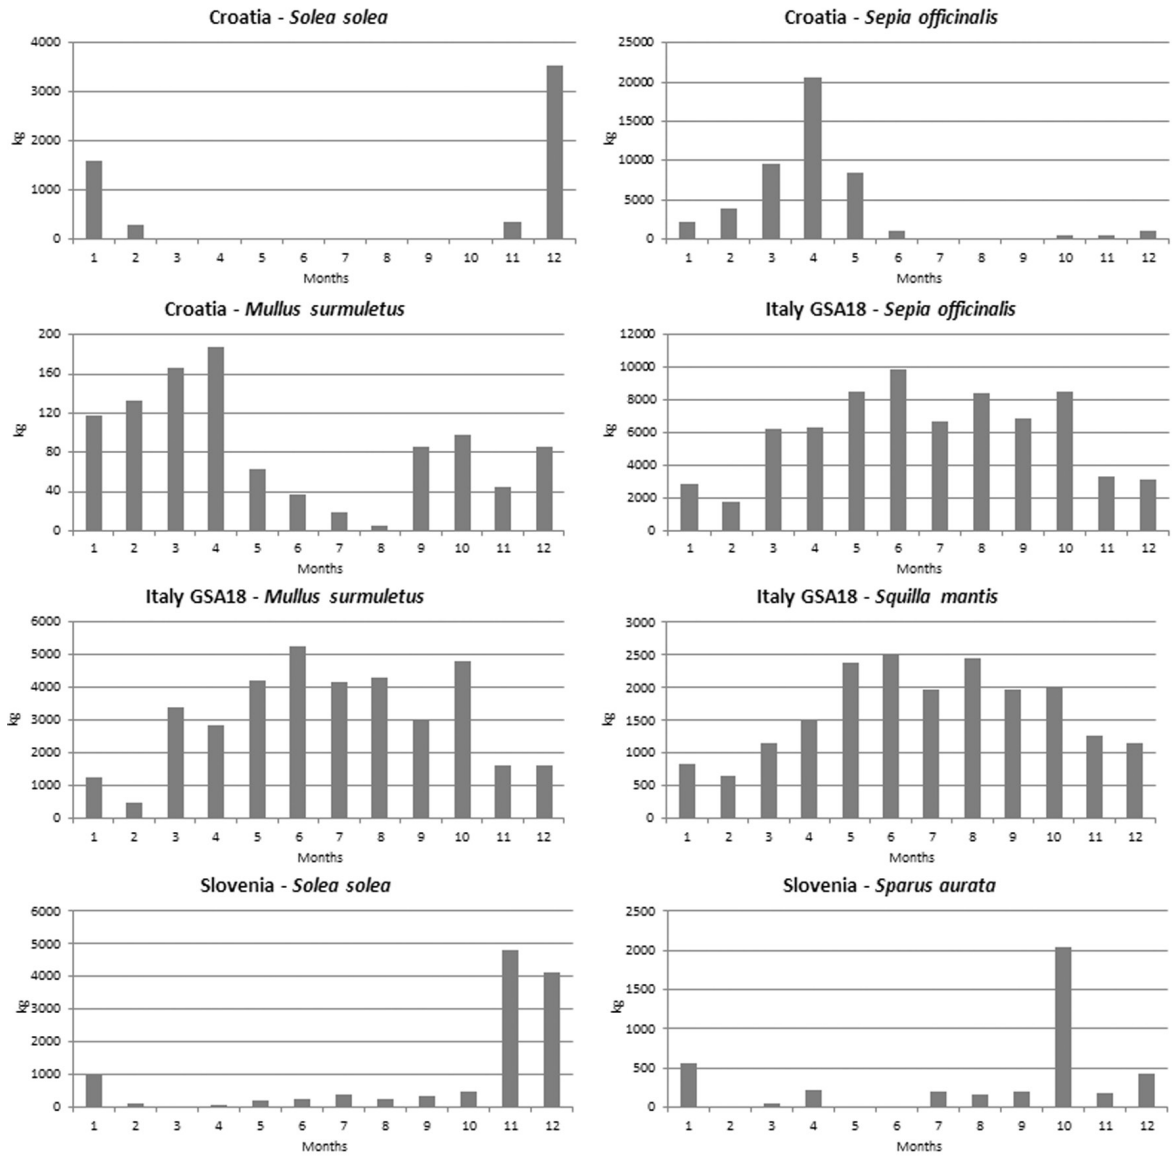 Croatia - Solea solea
4000
3000
2000
1000
0
kg
1 2 3 4 5 6 7 8 9 10 11 12
Months
Croatia - Sepia officinalis
25000
20000
15000
10000
5000
0
kg
1 2 3 4 5 6 7 8 9 10 11 12
Months
Croatia - Mullus surmuletus
200
160
120
80
40
0
kg
1 2 3 4 5 6 7 8 9 10 11 12
Months
Italy GSA18 - Sepia officinalis
12000
10000
8000
6000
4000
2000
0
kg
1 2 3 4 5 6 7 8 9 10 11 12
Months
Italy GSA18 - Mullus surmuletus
6000
5000
4000
3000
2000
1000
0
kg
1 2 3 4 5 6 7 8 9 10 11 12
Months
Italy GSA18 - Squilla mantis
3000
2500
2000
1500
1000
500
0
kg
1 2 3 4 5 6 7 8 9 10 11 12
Months
Slovenia - Solea solea
6000
5000
4000
3000
2000
1000
0
kg
1 2 3 4 5 6 7 8 9 10 11 12
Months
Slovenia - Sparus aurata
2500
2000
1500
1000
500
0
kg
1 2 3 4 5 6 7 8 9 10 11 12
Months